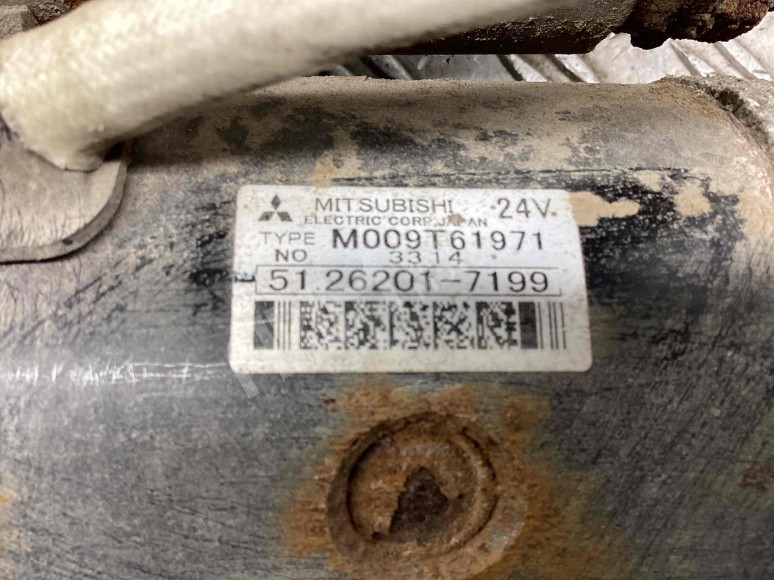 MITSUBISHI 24V
ELECTRIC CORP. JAPAN
TYPE M009T61971
NO. 3314
51.26201-7199